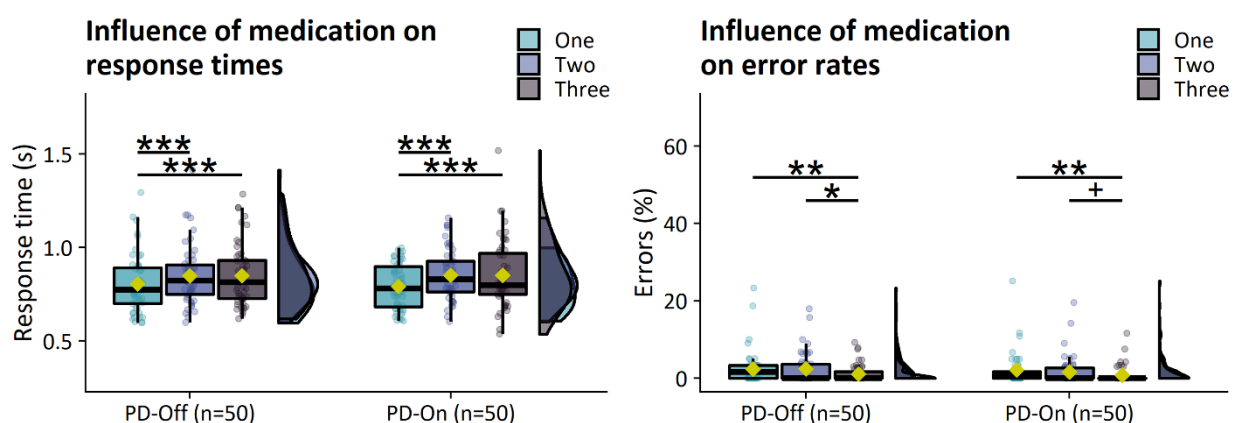 Influence of medication on
response times
One
Two
Three
Response time (s)
1.5
1.0
0.5
***
***
***
***
PD-Off (n=50)
PD-On (n=50)
Influence of medication
on error rates
One
Two
Three
Errors (%)
60
40
20
0
**
*
**
+
PD-Off (n=50)
PD-On (n=50)